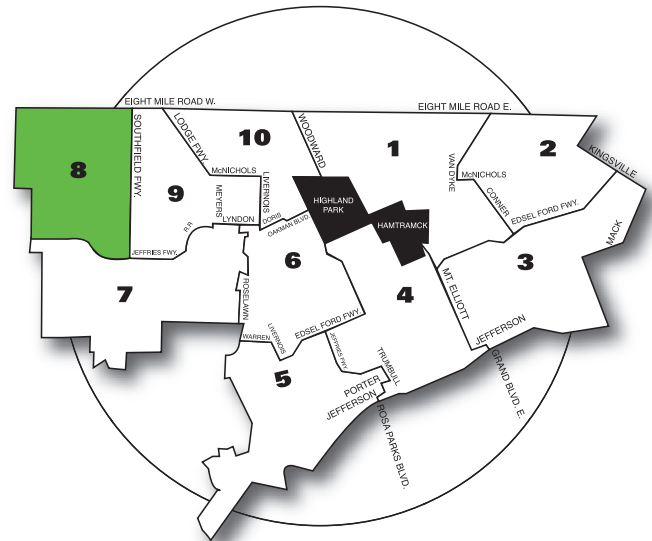 EIGHT MILE ROAD W.
EIGHT MILE ROAD E.
SOUTHFIELD FWY.
LODGE FWY.
10
WOODWARD
1
2
KINGSVILLE
8
9
McNICHOLS
VAN DYKE
McNICHOLS
MEYERS
LIVERNOIS
HIGHLAND
PARK
CONNER
EDSEL FORD FWY.
MACK
LYNDON
DORIS
OAKMAN BLVD.
HAMTRAMCK
R.R
JEFFRIES FWY.
6
3
7
ROSELAWN
4
MT. ELLIOTT
EDSEL FORD FWY.
WARREN
LIVERNOIS
JEFFRIES FWY.
JEFFERSON
5
TRUMBULL
PORTER
JEFFERSON
GRAND BLVD. E.
ROSA PARKS BLVD.